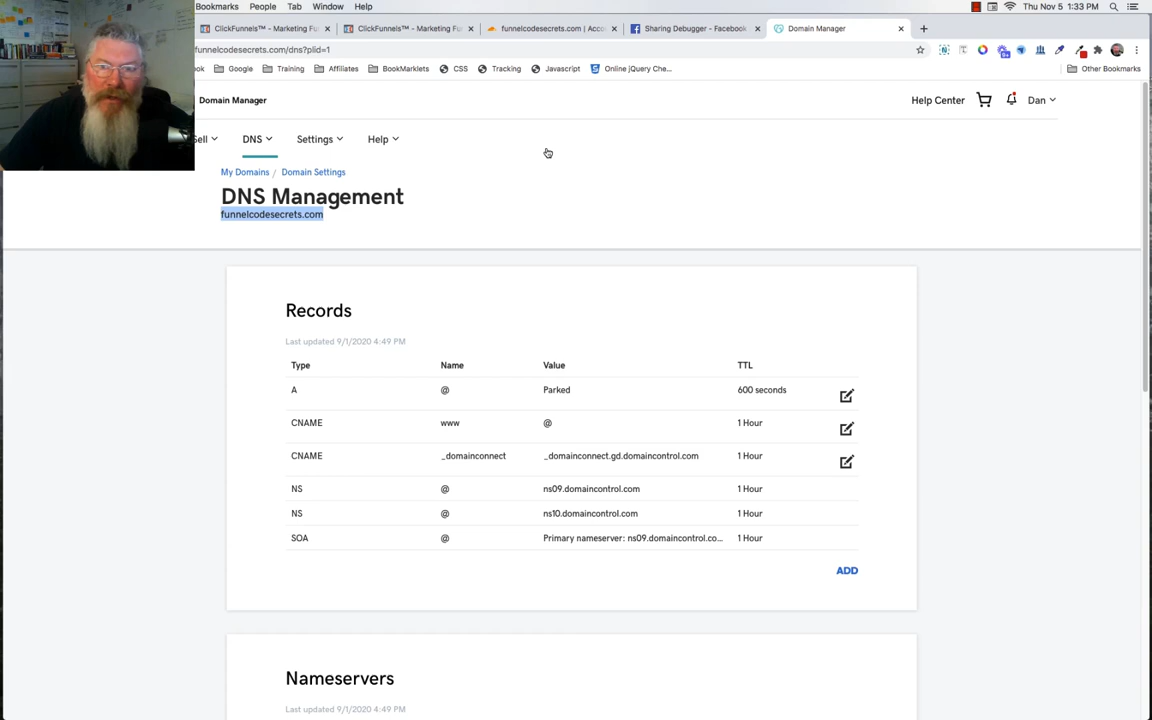 Bookmarks People Tab Window Help Thu Nov 5 1:33 PM
ClickFunnels™ - Marketing Fu ClickFunnels™ - Marketing Fu funnelcodesecrets.com | Acco Sharing Debugger - Facebook Domain Manager
funnelcodesecrets.com/dns?plid=1
ok Google Training Affiliates BookMarklets CSS Tracking Javascript Online jQuery Che... Other Bookmarks
Domain Manager Help Center Dan
Sell DNS Settings Help
My Domains / Domain Settings
DNS Management
funnelcodesecrets.com
Records
Last updated 9/1/2020 4:49 PM
Type Name Value TTL
A @ Parked 600 seconds
CNAME www @ 1 Hour
CNAME _domainconnect _domainconnect.gd.domaincontrol.com 1 Hour
NS @ ns09.domaincontrol.com 1 Hour
NS @ ns10.domaincontrol.com 1 Hour
SOA @ Primary nameserver: ns09.domaincontrol.co... 1 Hour
ADD
Nameservers
Last updated 9/1/2020 4:49 PM